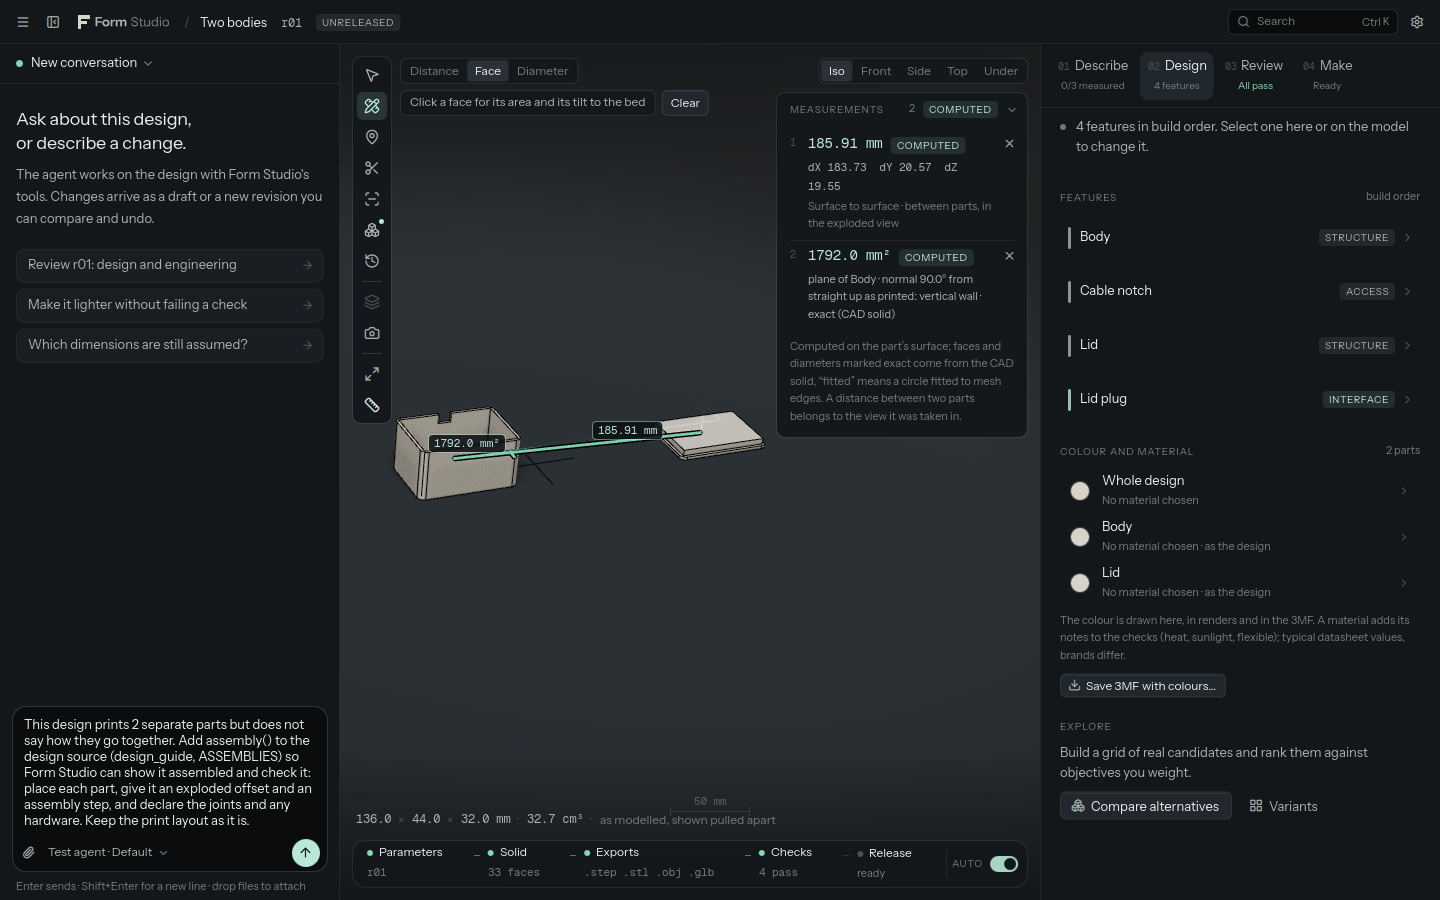 Form Studio / Two bodies r01 UNRELEASED
Search Ctrl K
New conversation
Ask about this design,
or describe a change.
The agent works on the design with Form Studio's
tools. Changes arrive as a draft or a new revision you
can compare and undo.
Review r01: design and engineering
Make it lighter without failing a check
Which dimensions are still assumed?
This design prints 2 separate parts but does not
say how they go together. Add assembly() to the
design source (design_guide, ASSEMBLIES) so
Form Studio can show it assembled and check it:
place each part, give it an exploded offset and an
assembly step, and declare the joints and any
hardware. Keep the print layout as it is.
Test agent · Default
Enter sends · Shift+Enter for a new line · drop files to attach
Distance Face Diameter
Click a face for its area and its tilt to the bed Clear
Iso Front Side Top Under
MEASUREMENTS 2 COMPUTED
1 185.91 mm COMPUTED
dX 183.73 dY 20.57 dZ
19.55
Surface to surface · between parts, in
the exploded view
2 1792.0 mm² COMPUTED
plane of Body · normal 90.0° from
straight up as printed: vertical wall ·
exact (CAD solid)
Computed on the part's surface; faces and
diameters marked exact come from the CAD
solid, “fitted” means a circle fitted to mesh
edges. A distance between two parts
belongs to the view it was taken in.
1792.0 mm²
185.91 mm
50 mm
136.0 × 44.0 × 32.0 mm · 32.7 cm³ · as modelled, shown pulled apart
Parameters
r01
Solid
33 faces
Exports
.step .stl .obj .glb
Checks
4 pass
Release
ready
AUTO
01 Describe
0/3 measured
02 Design
4 features
03 Review
All pass
04 Make
Ready
4 features in build order. Select one here or on the model
to change it.
FEATURES build order
Body STRUCTURE
Cable notch ACCESS
Lid STRUCTURE
Lid plug INTERFACE
COLOUR AND MATERIAL 2 parts
Whole design
No material chosen
Body
No material chosen · as the design
Lid
No material chosen · as the design
The colour is drawn here, in renders and in the 3MF. A material adds its
notes to the checks (heat, sunlight, flexible); typical datasheet values,
brands differ.
Save 3MF with colours…
EXPLORE
Build a grid of real candidates and rank them against
objectives you weight.
Compare alternatives Variants